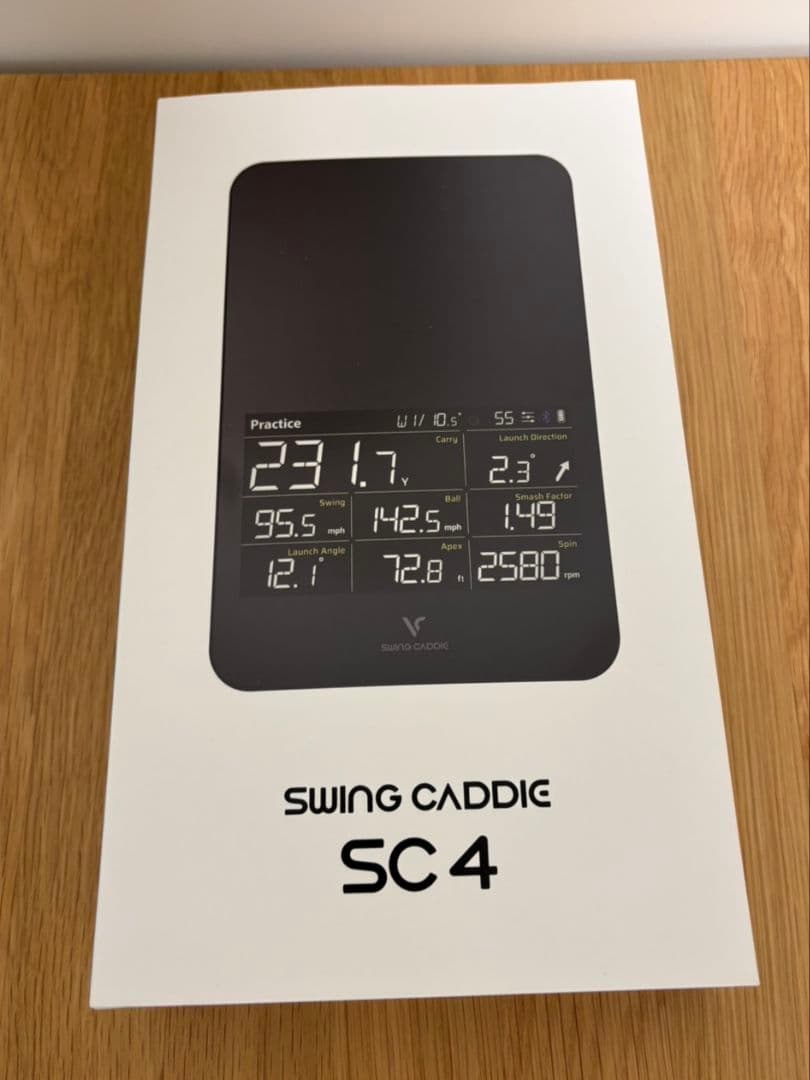 Practice W 1/ 10.5° 55
Carry Launch Direction
231.7 Y 2.3°
Swing Ball Smash Factor
95.5 mph 142.5 mph 1.49
Launch Angle Apex Spin
12.1° 72.8 ft 2580 rpm
SWING CADDIE
SWING CADDIE
SC4